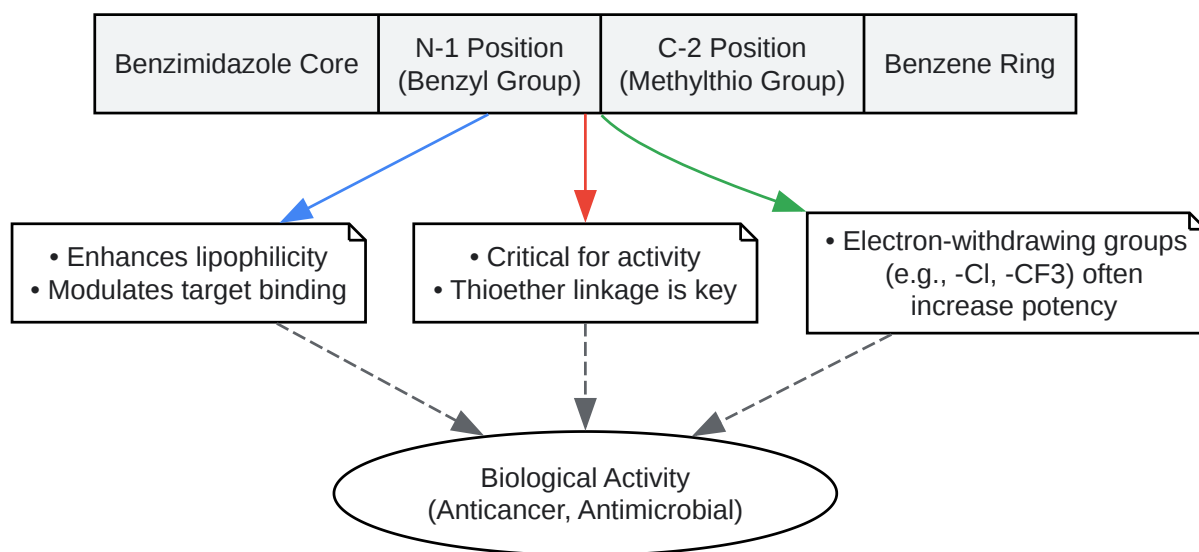 Benzimidazole Core
N-1 Position
(Benzyl Group)
C-2 Position
(Methylthio Group)
Benzene Ring
• Enhances lipophilicity
• Modulates target binding
• Critical for activity
• Thioether linkage is key
• Electron-withdrawing groups
(e.g., -Cl, -CF3) often
increase potency
Biological Activity
(Anticancer, Antimicrobial)